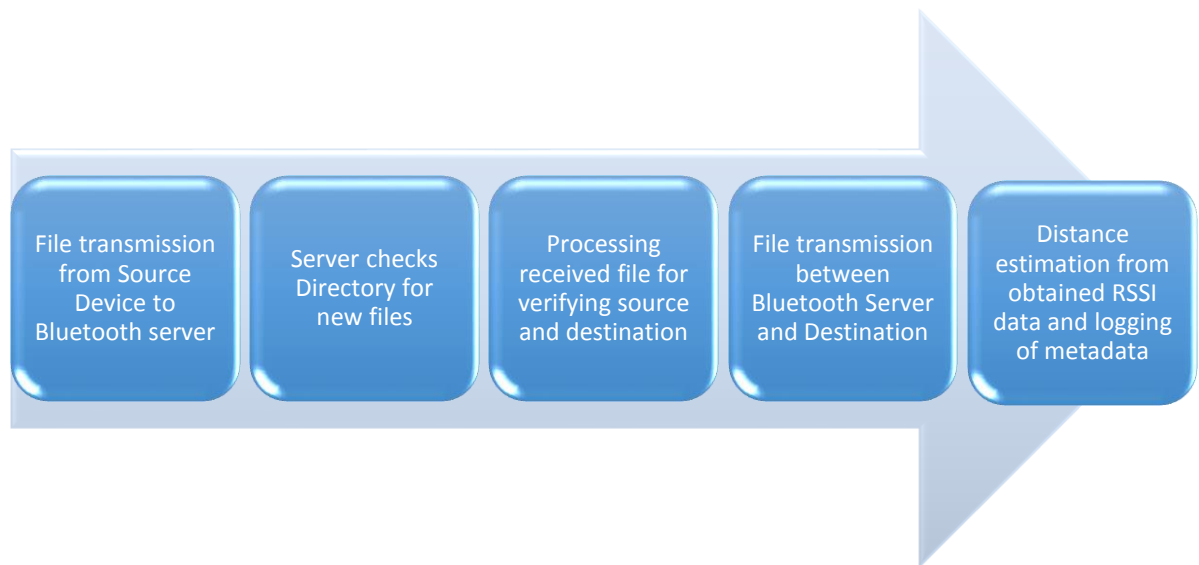 File transmission
from Source
Device to
Bluetooth server
Server checks
Directory for
new files
Processing
received file for
verifying source
and destination
File transmission
between
Bluetooth Server
and Destination
Distance
estimation from
obtained RSSI
data and logging
of metadata